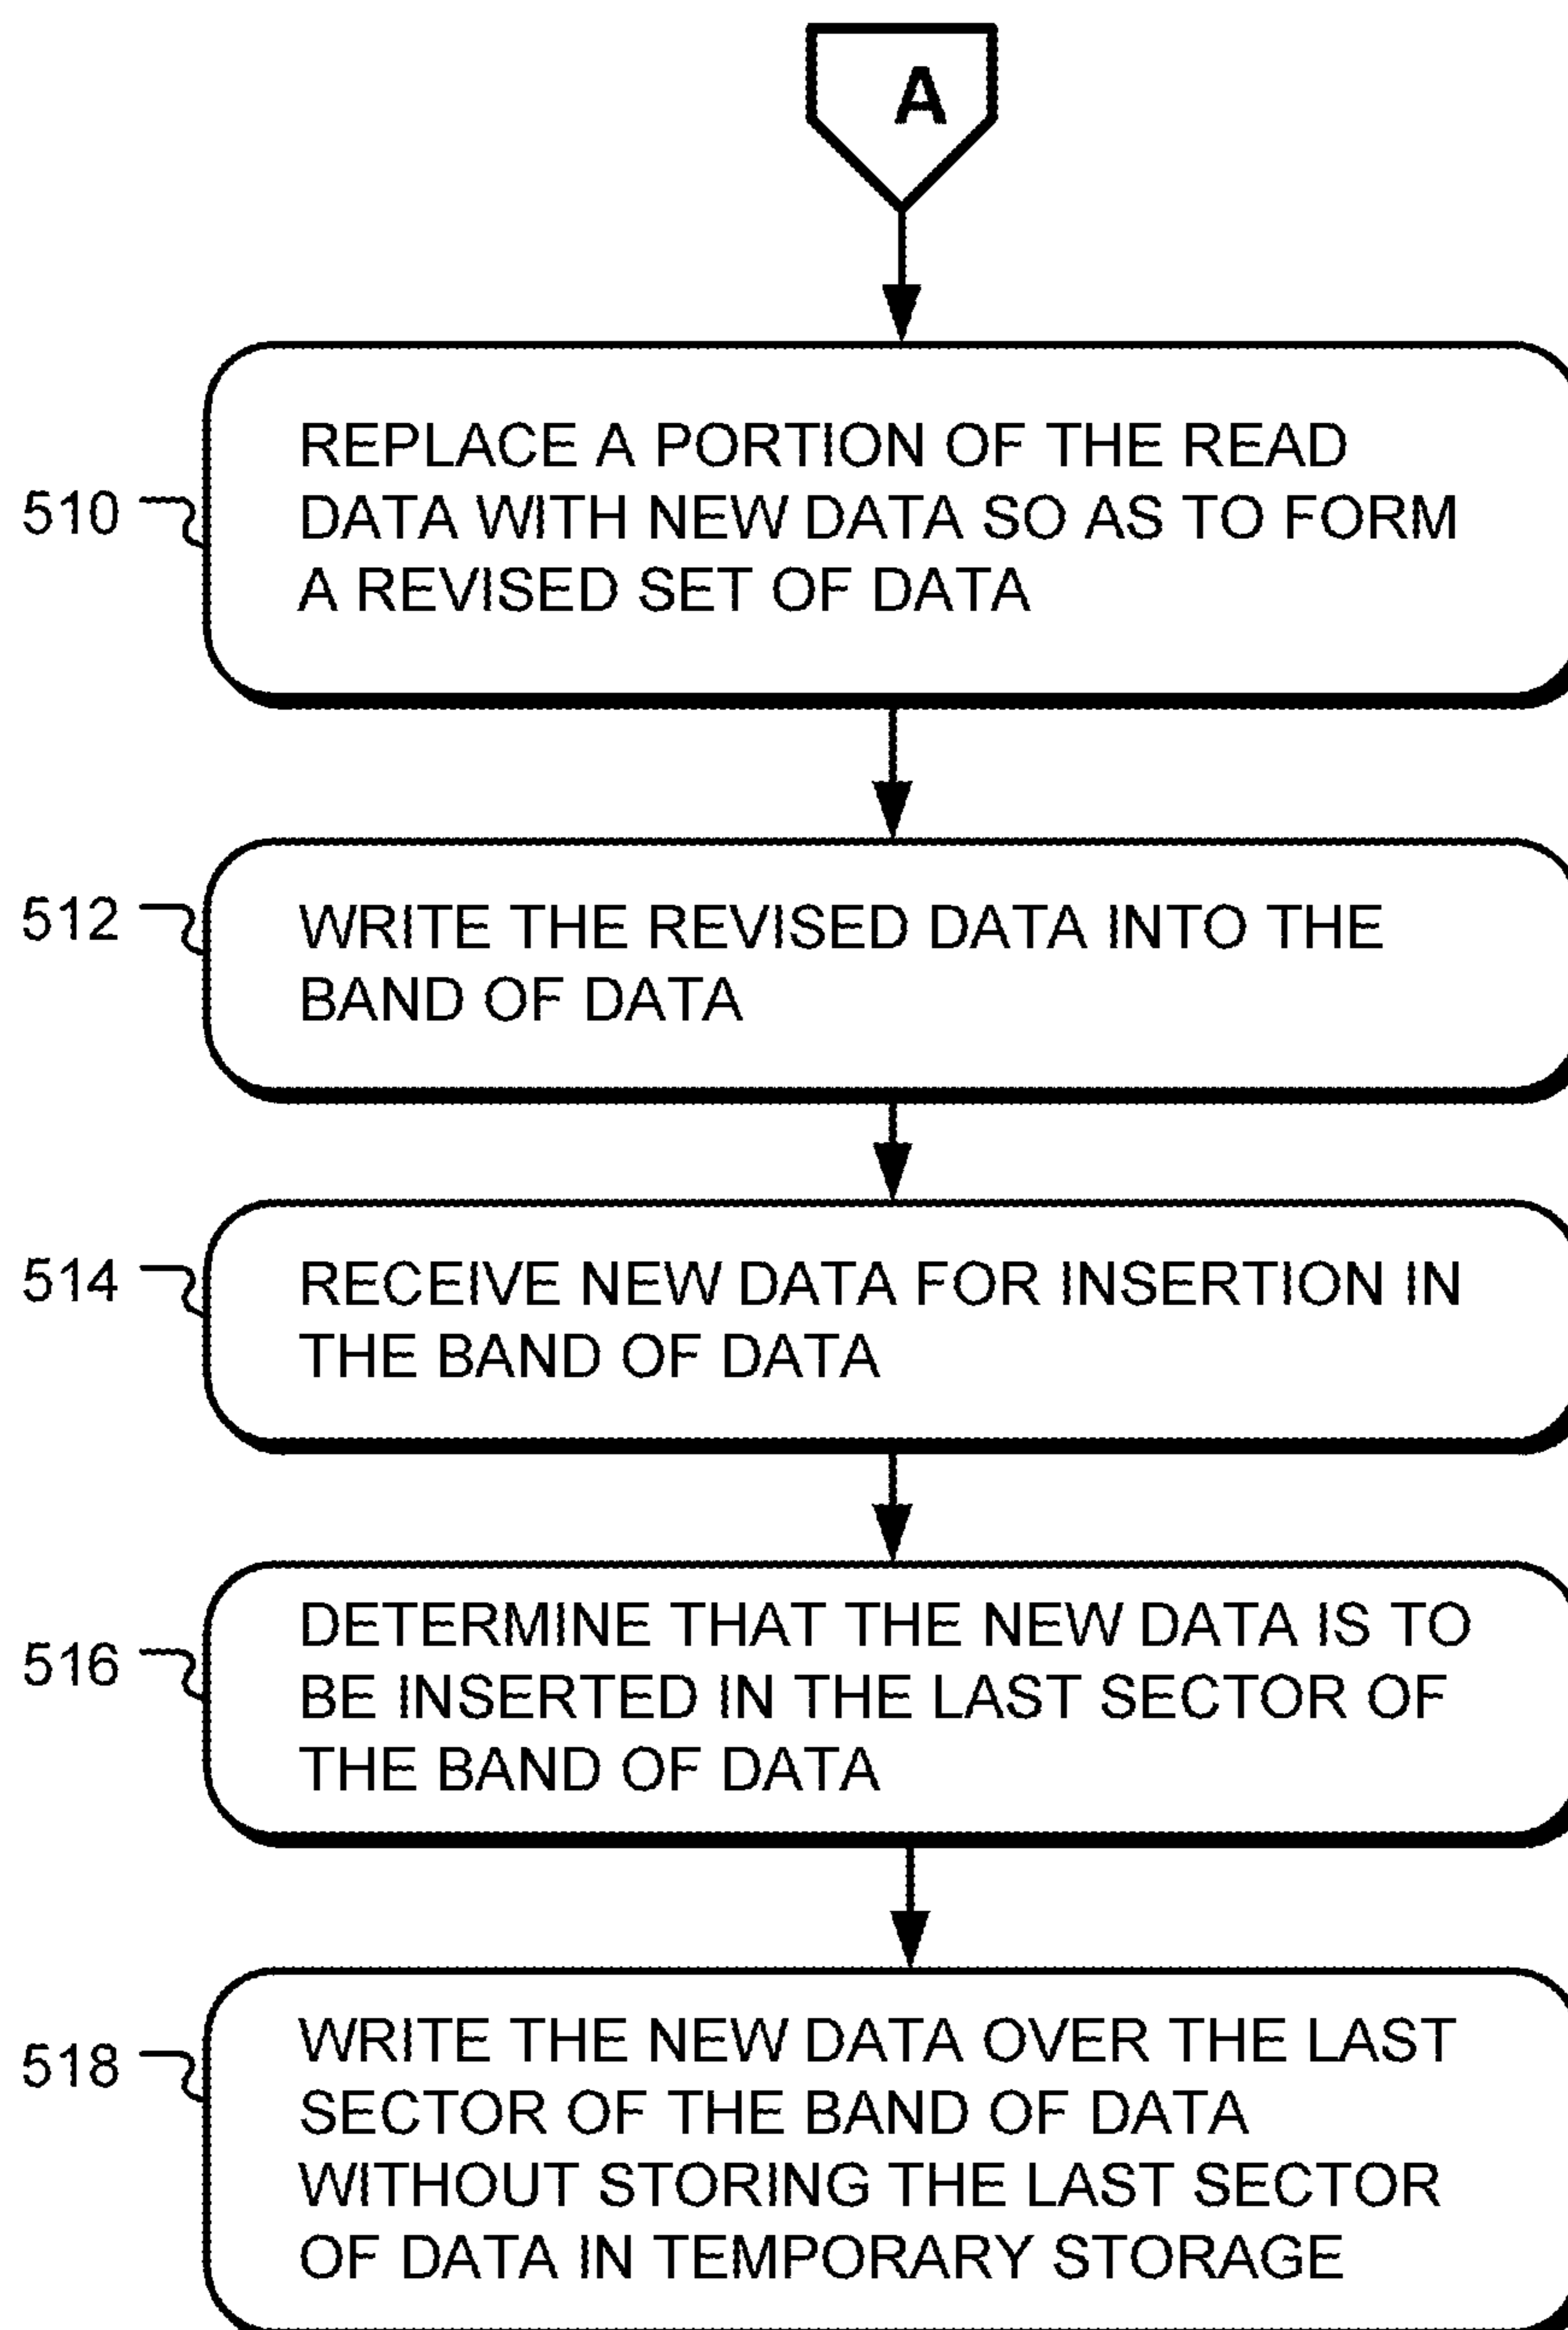 A
510
REPLACE A PORTION OF THE READ
DATA WITH NEW DATA SO AS TO FORM
A REVISED SET OF DATA
512
WRITE THE REVISED DATA INTO THE
BAND OF DATA
514
RECEIVE NEW DATA FOR INSERTION IN
THE BAND OF DATA
516
DETERMINE THAT THE NEW DATA IS TO
BE INSERTED IN THE LAST SECTOR OF
THE BAND OF DATA
518
WRITE THE NEW DATA OVER THE LAST
SECTOR OF THE BAND OF DATA
WITHOUT STORING THE LAST SECTOR
OF DATA IN TEMPORARY STORAGE